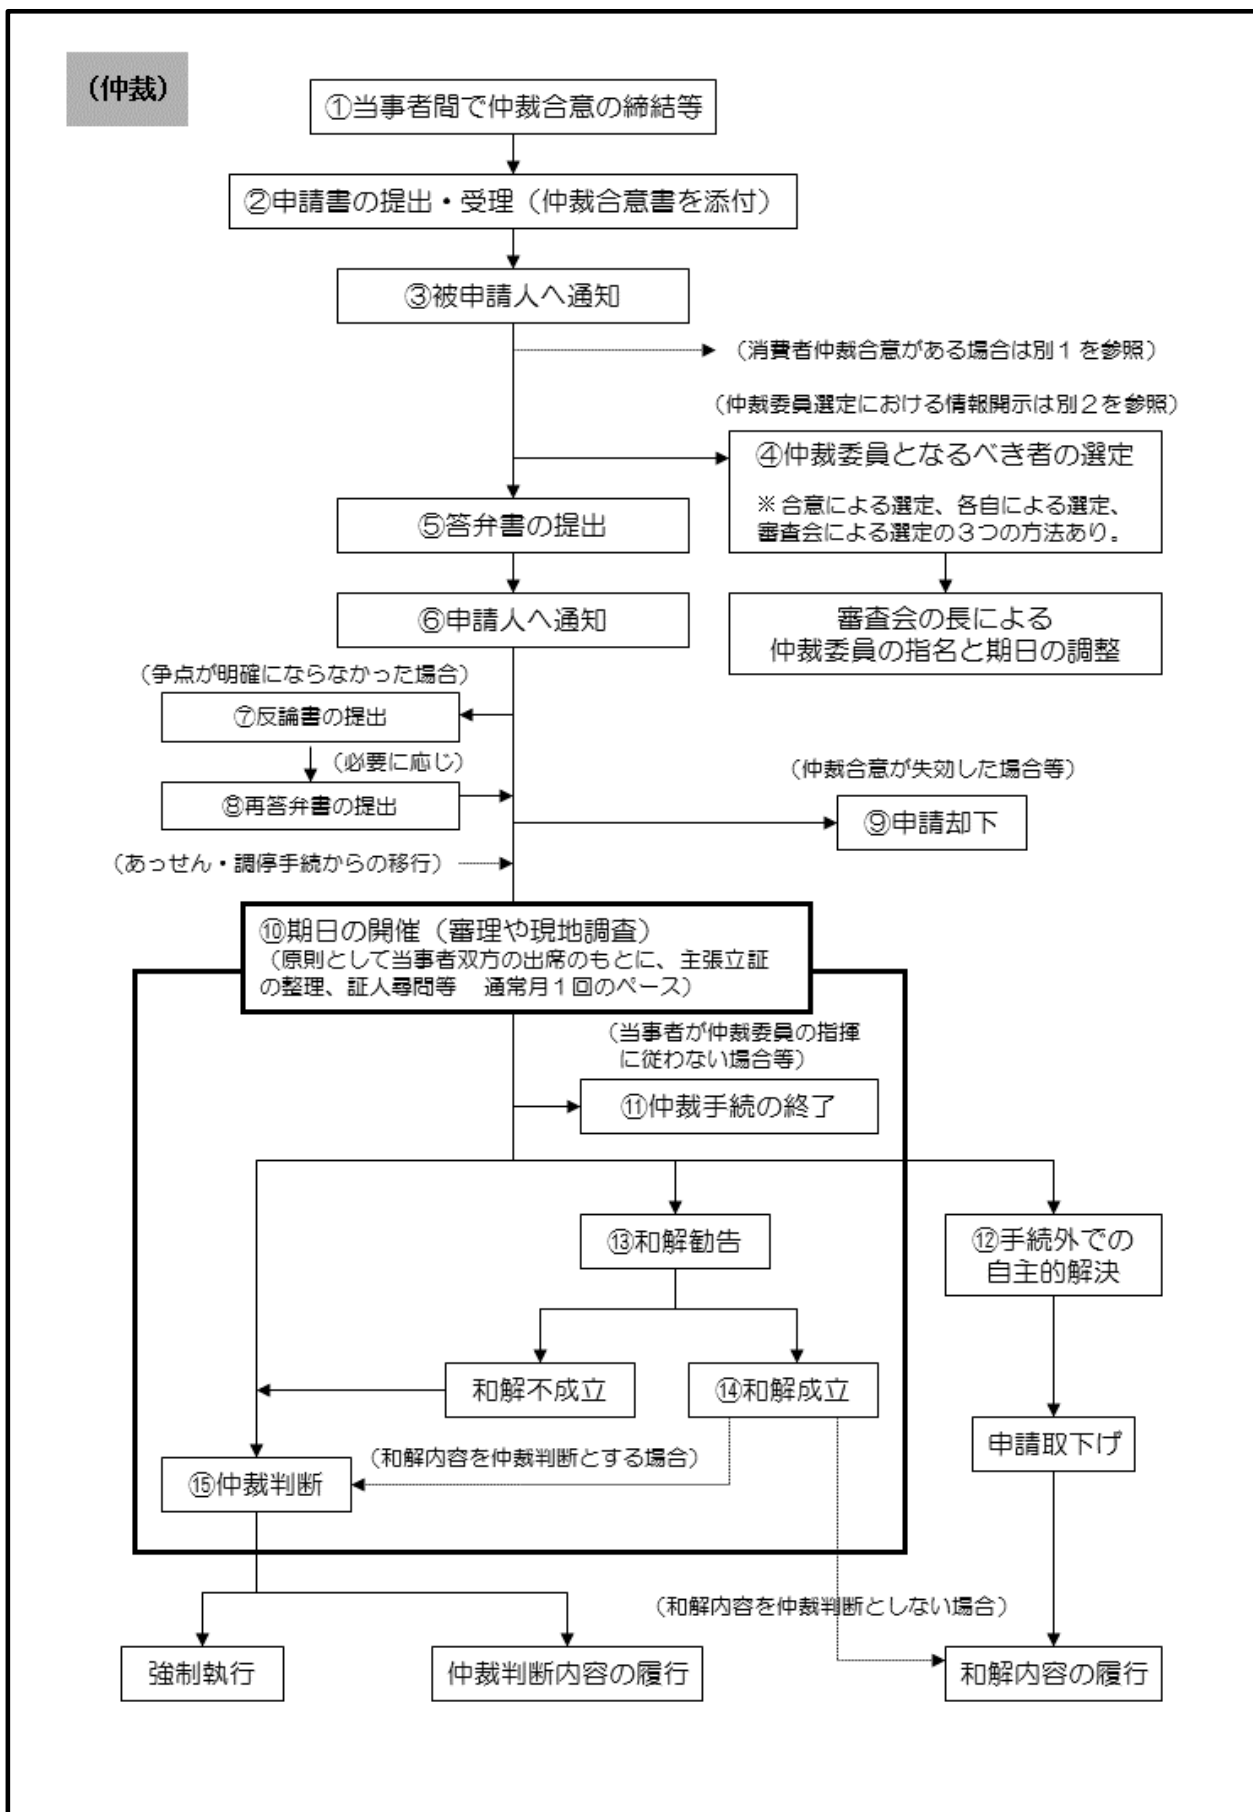 （仲裁）
①当事者間で仲裁合意の締結等
②申請書の提出・受理（仲裁合意書を添付）
③被申請人へ通知
（消費者仲裁合意がある場合は別１を参照）
（仲裁委員選定における情報開示は別２を参照）
④仲裁委員となるべき者の選定
※合意による選定、各自による選定、
審査会による選定の３つの方法あり。
⑤答弁書の提出
⑥申請人へ通知
審査会の長による
仲裁委員の指名と期日の調整
（争点が明確にならなかった場合）
⑦反論書の提出
（必要に応じ）
⑧再答弁書の提出
（仲裁合意が失効した場合等）
⑨申請却下
（あっせん・調停手続からの移行）
⑩期日の開催（審理や現地調査）
（原則として当事者双方の出席のもとに、主張立証
の整理、証人尋問等　通常月１回のペース）
（当事者が仲裁委員の指揮
に従わない場合等）
⑪仲裁手続の終了
⑬和解勧告
⑫手続外での
自主的解決
和解不成立
⑭和解成立
申請取下げ
（和解内容を仲裁判断とする場合）
⑮仲裁判断
（和解内容を仲裁判断としない場合）
強制執行
仲裁判断内容の履行
和解内容の履行